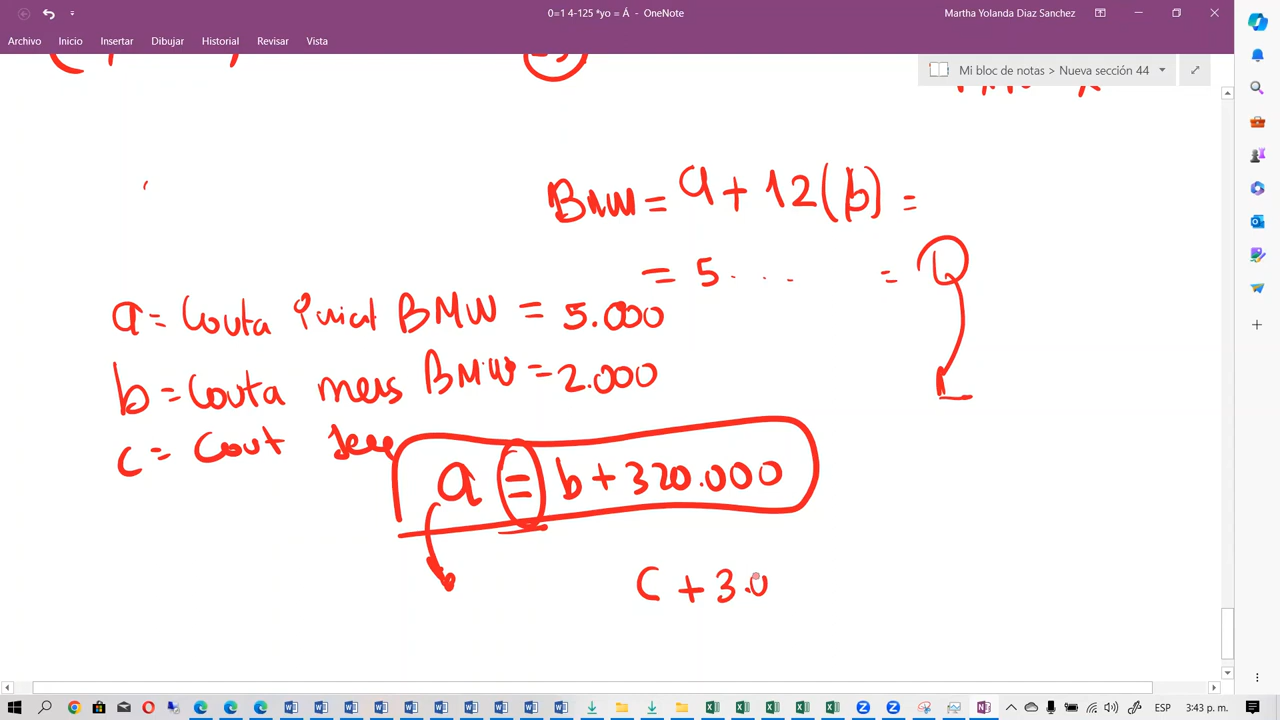 0=1 4-125 *yo = Á - OneNote
Martha Yolanda Diaz Sanchez
Archivo Inicio Insertar Dibujar Historial Revisar Vista
Mi bloc de notas > Nueva sección 44
BMW = a + 12(b) =
= 5 . . . . =
a = Couta Inicial BMW = 5.000
b = Couta mens BMW = 2.000
c = Cout
a = b + 320.000
C + 3.0
ESP 3:43 p. m.